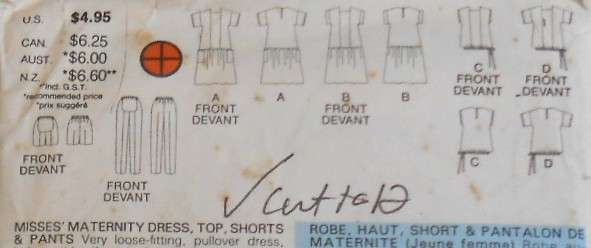 U.S. $4.95
CAN. $6.25
AUST. *$6.00
N.Z. *$6.60**
**incl. G.S.T.
*recommended price
*prix suggéré
A
FRONT
DEVANT
A
B
FRONT
DEVANT
B
C
FRONT
DEVANT
D
FRONT
DEVANT
FRONT
DEVANT
FRONT
DEVANT
C
D
MISSES' MATERNITY DRESS, TOP, SHORTS
& PANTS Very loose-fitting, pullover dress,
ROBE, HAUT, SHORT & PANTALON DE
MATERNITE (Jeune femme)